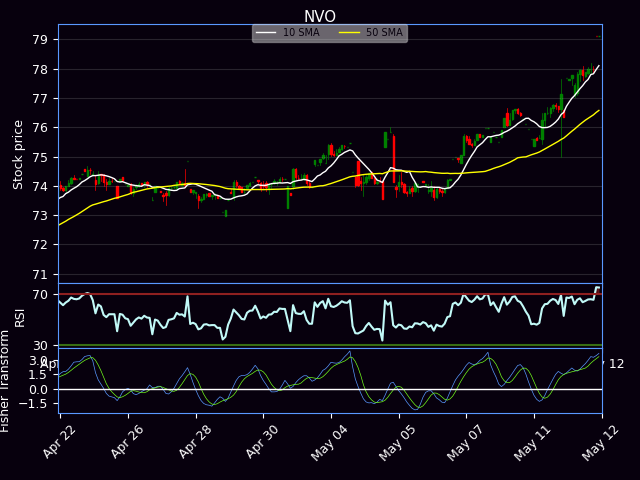 NVO
10 SMA
50 SMA
79
78
77
76
75
74
73
72
71
Stock price
70
30
RSI
3.0
1.5
0.0
−1.5
Fisher Transform
12
Apr 22
Apr 26
Apr 28
Apr 30
May 04
May 05
May 07
May 11
May 12